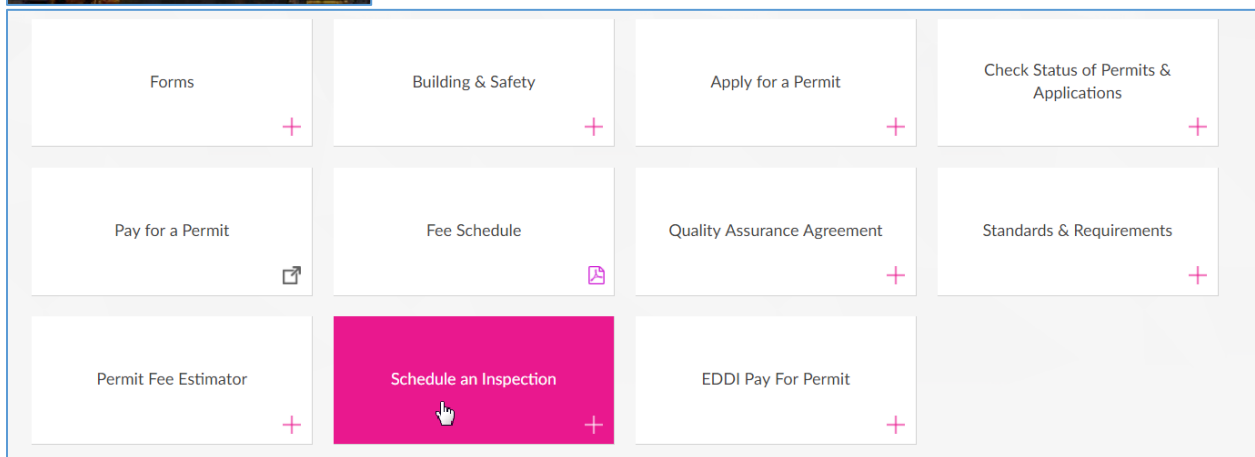 Forms
Building & Safety
Apply for a Permit
Check Status of Permits &
Applications
Pay for a Permit
Fee Schedule
Quality Assurance Agreement
Standards & Requirements
Permit Fee Estimator
Schedule an Inspection
EDDI Pay For Permit